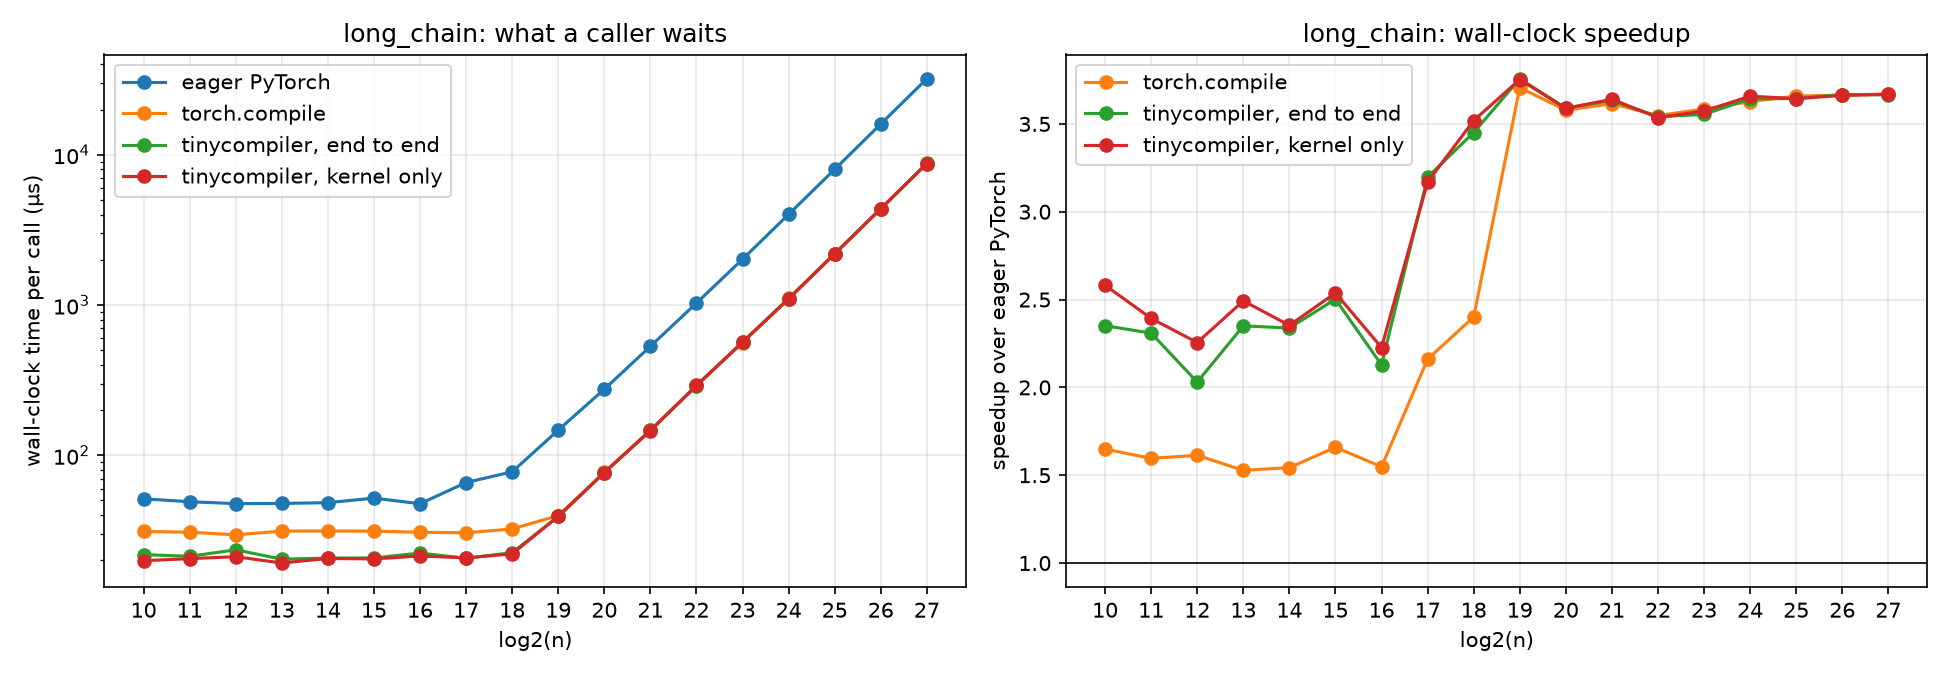 long_chain: what a caller waits
eager PyTorch
torch.compile
tinycompiler, end to end
tinycompiler, kernel only
wall-clock time per call (µs)
10⁴
10³
10²
10 11 12 13 14 15 16 17 18 19 20 21 22 23 24 25 26 27
log2(n)
long_chain: wall-clock speedup
torch.compile
tinycompiler, end to end
tinycompiler, kernel only
speedup over eager PyTorch
3.5
3.0
2.5
2.0
1.5
1.0
10 11 12 13 14 15 16 17 18 19 20 21 22 23 24 25 26 27
log2(n)